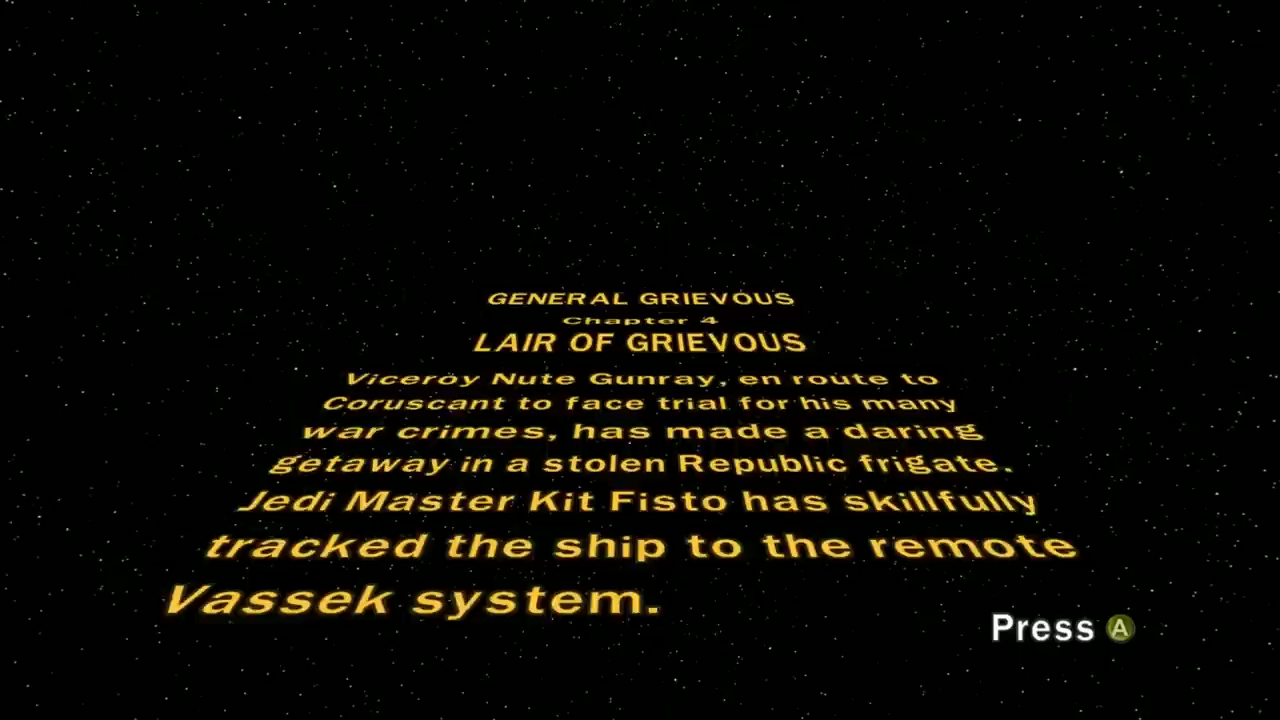 GENERAL GRIEVOUS
Chapter 4
LAIR OF GRIEVOUS
Viceroy Nute Gunray, en route to
Coruscant to face trial for his many
war crimes, has made a daring
getaway in a stolen Republic frigate.
Jedi Master Kit Fisto has skillfully
tracked the ship to the remote
Vassek system.
Press A